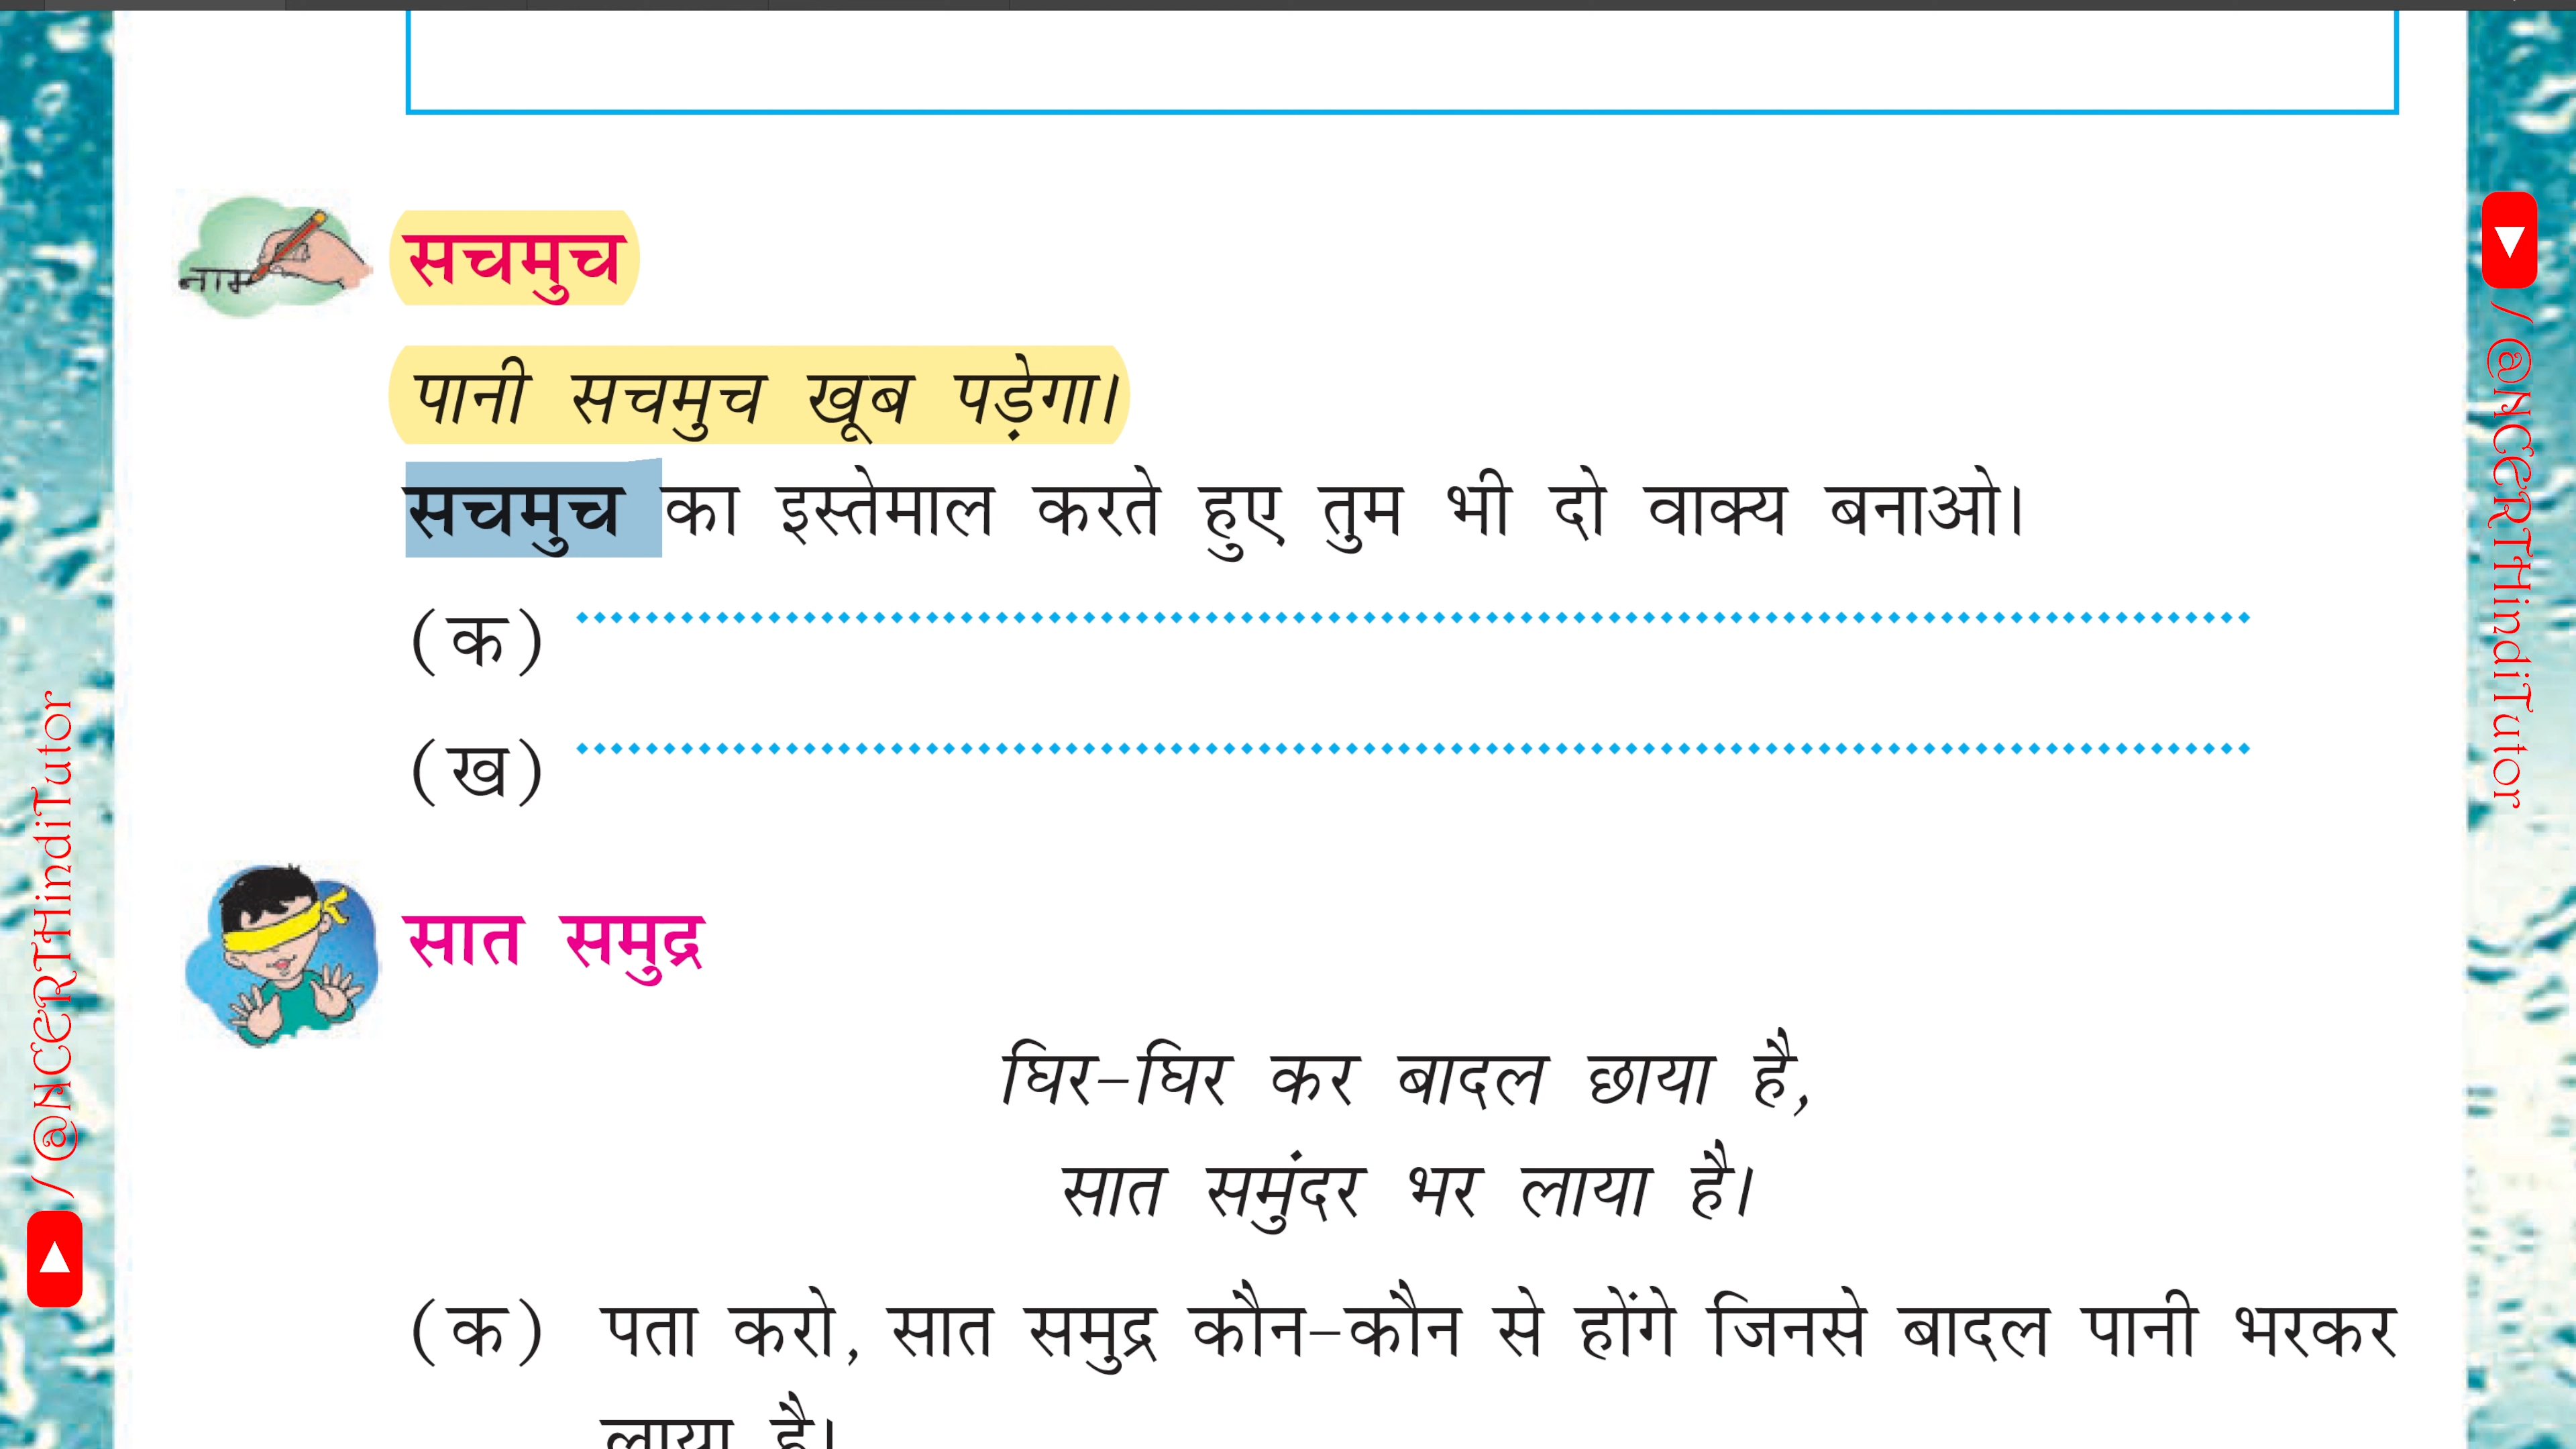 सचमुच
नाम
पानी सचमुच खूब पड़ेगा।
सचमुच का इस्तेमाल करते हुए तुम भी दो वाक्य बनाओ।
(क)
(ख)
सात समुद्र
घिर-घिर कर बादल छाया है,
सात समुंदर भर लाया है।
(क) पता करो, सात समुद्र कौन-कौन से होंगे जिनसे बादल पानी भरकर
लाया है।
/@NCERTHindiTutor
/@NCERTHindiTutor